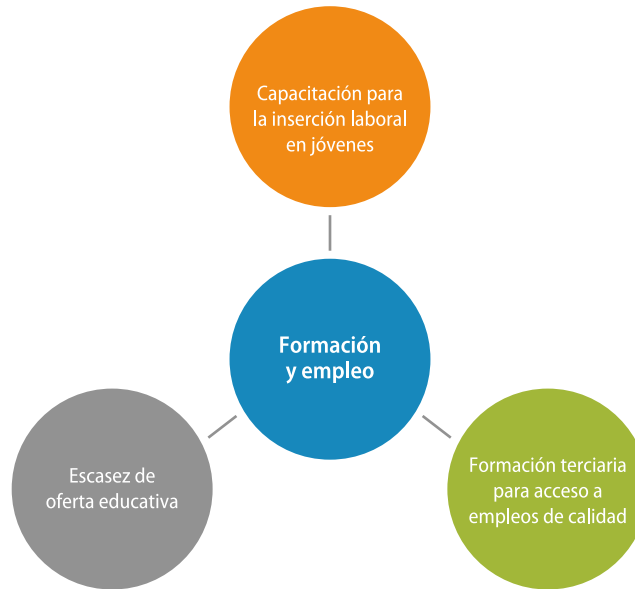 Capacitación para
la inserción laboral
en jóvenes
Formación
y empleo
Escasez de
oferta educativa
Formación terciaria
para acceso a
empleos de calidad